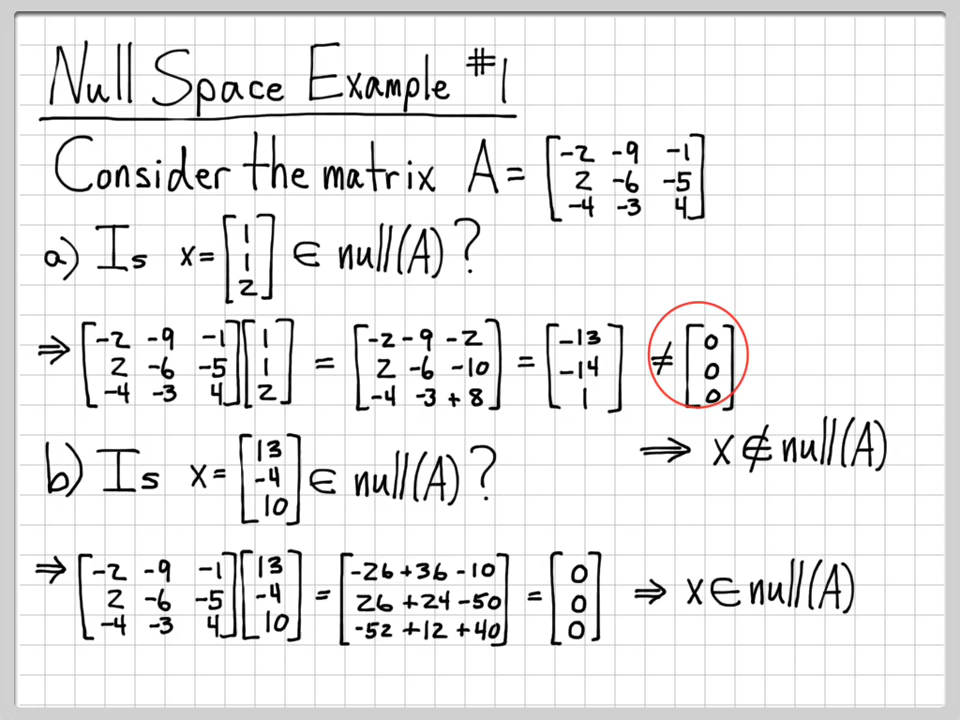 Null Space Example #1
Consider the matrix A = [-2 -9 -1
2 -6 -5
-4 -3 4]
a) Is x = [1
1
2] ∈ null(A)?
⇒ [-2 -9 -1
2 -6 -5
-4 -3 4] [1
1
2] = [-2 -9 -2
2 -6 -10
-4 -3 +8] = [-13
-14
1] ≠ [0
0
0]
⇒ x ∉ null(A)
b) Is x = [13
-4
10] ∈ null(A)?
⇒ [-2 -9 -1
2 -6 -5
-4 -3 4] [13
-4
10] = [-26 +36 -10
26 +24 -50
-52 +12 +40] = [0
0
0] ⇒ x ∈ null(A)